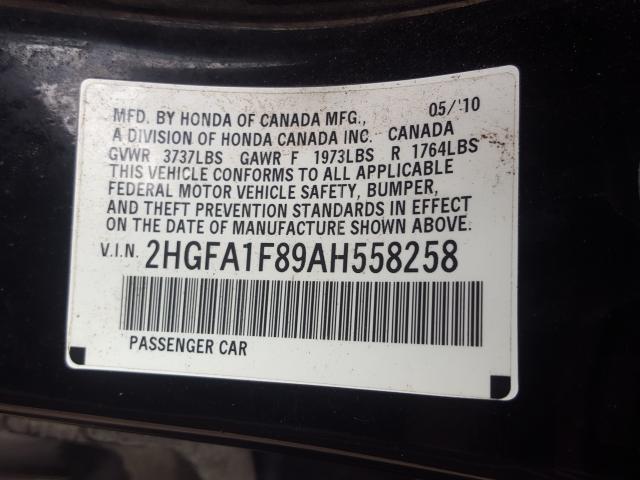 MFD. BY HONDA OF CANADA MFG., 05/'10
A DIVISION OF HONDA CANADA INC. CANADA
GVWR 3737LBS GAWR F 1973LBS R 1764LBS
THIS VEHICLE CONFORMS TO ALL APPLICABLE
FEDERAL MOTOR VEHICLE SAFETY, BUMPER,
AND THEFT PREVENTION STANDARDS IN EFFECT
ON THE DATE OF MANUFACTURE SHOWN ABOVE.
V.I.N. 2HGFA1F89AH558258
PASSENGER CAR